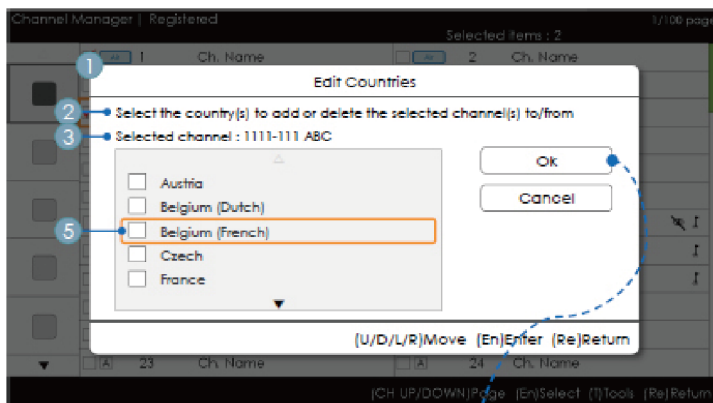 Channel Manager | Registered
1/100 page
Selected items : 2
Air 1 Ch. Name Air 2 Ch. Name
1
Edit Countries
2 Select the country(s) to add or delete the selected channel(s) to/from
3 Selected channel : 1111-111 ABC
Ok
Austria
Cancel
Belgium (Dutch)
5 Belgium (French)
Czech
France
(U/D/L/R)Move (En)Enter (Re)Return
A 23 Ch. Name A 24 Ch. Name
(CH UP/DOWN)Page (En)Select (T)Tools (Re)Return